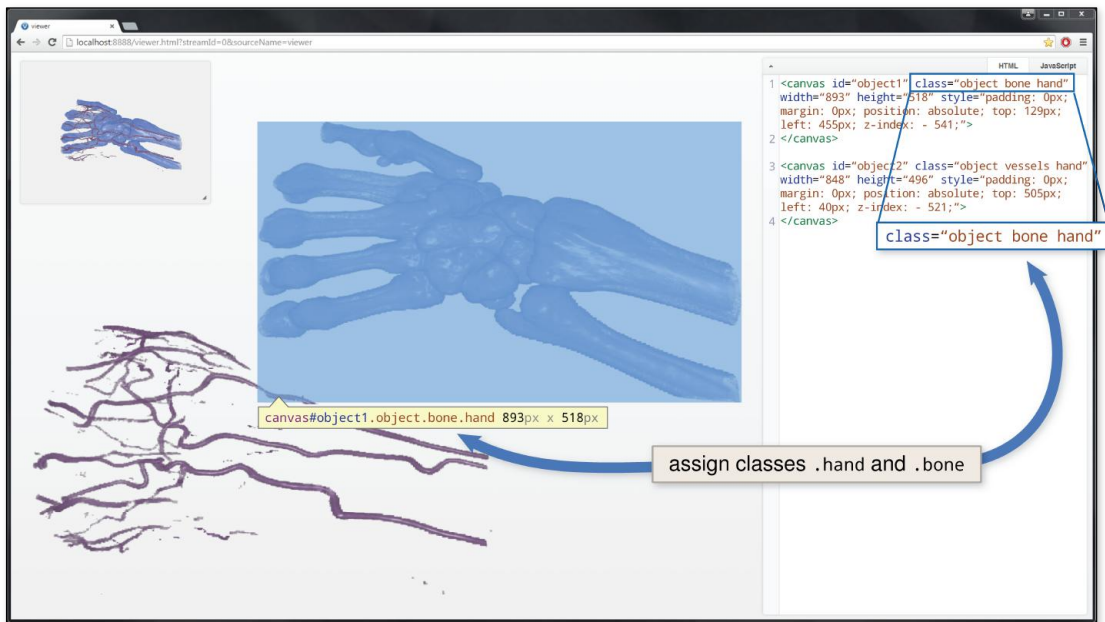 viewer
localhost:8888/viewer.html?streamId=0&sourceName=viewer
HTML JavaScript
1 <canvas id="object1" class="object bone hand"
width="893" height="518" style="padding: 0px;
margin: 0px; position: absolute; top: 129px;
left: 455px; z-index: - 541;">
2 </canvas>
3 <canvas id="object2" class="object vessels hand"
width="848" height="496" style="padding: 0px;
margin: 0px; position: absolute; top: 505px;
left: 40px; z-index: - 521;">
4 </canvas>
class="object bone hand"
canvas#object1.object.bone.hand 893px x 518px
assign classes .hand and .bone